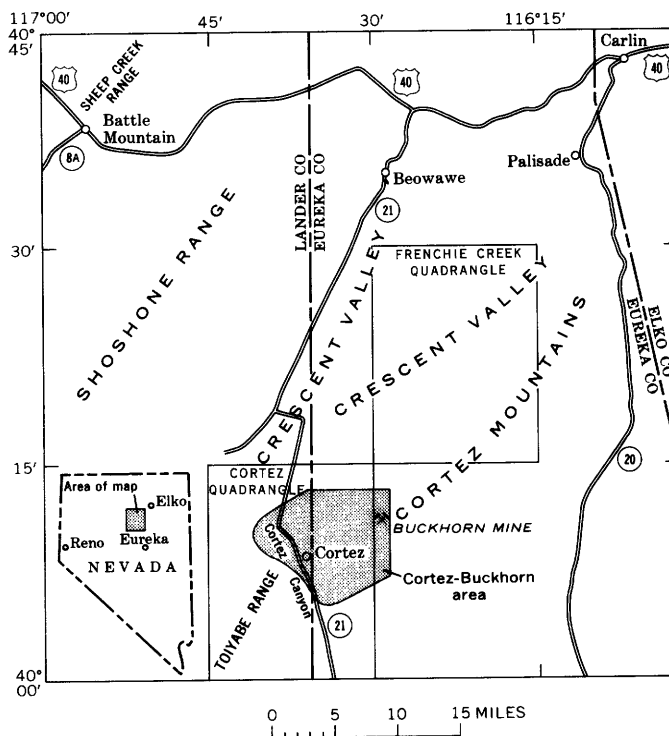 117°00' 45' 30' 116°15'
40°
45'
Carlin
40
SHEEP CREEK
RANGE
40
40
Battle
Mountain
8A
Palisade
Beowawe
21
LANDER CO
EUREKA CO
30'
FRENCHIE CREEK
QUADRANGLE
SHOSHONE RANGE
CRESCENT VALLEY
CRESCENT VALLEY
CORTEZ MOUNTAINS
ELKO CO
EUREKA CO
15'
CORTEZ
QUADRANGLE
20
Area of map
Elko
Reno
Eureka
NEVADA
BUCKHORN MINE
Cortez
Cortez
Canyon
Cortez-Buckhorn
area
TOIYABE RANGE
21
40°
00'
0 5 10 15 MILES